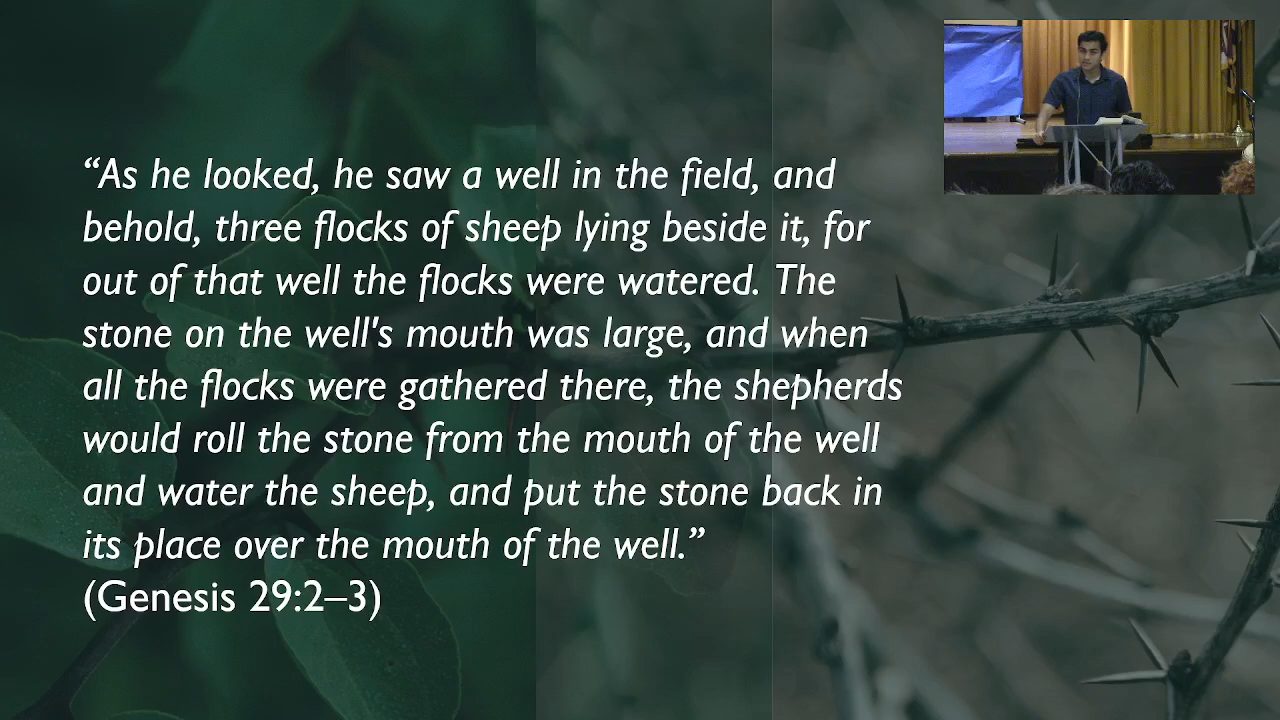 “As he looked, he saw a well in the field, and
behold, three flocks of sheep lying beside it, for
out of that well the flocks were watered. The
stone on the well's mouth was large, and when
all the flocks were gathered there, the shepherds
would roll the stone from the mouth of the well
and water the sheep, and put the stone back in
its place over the mouth of the well.”
(Genesis 29:2–3)